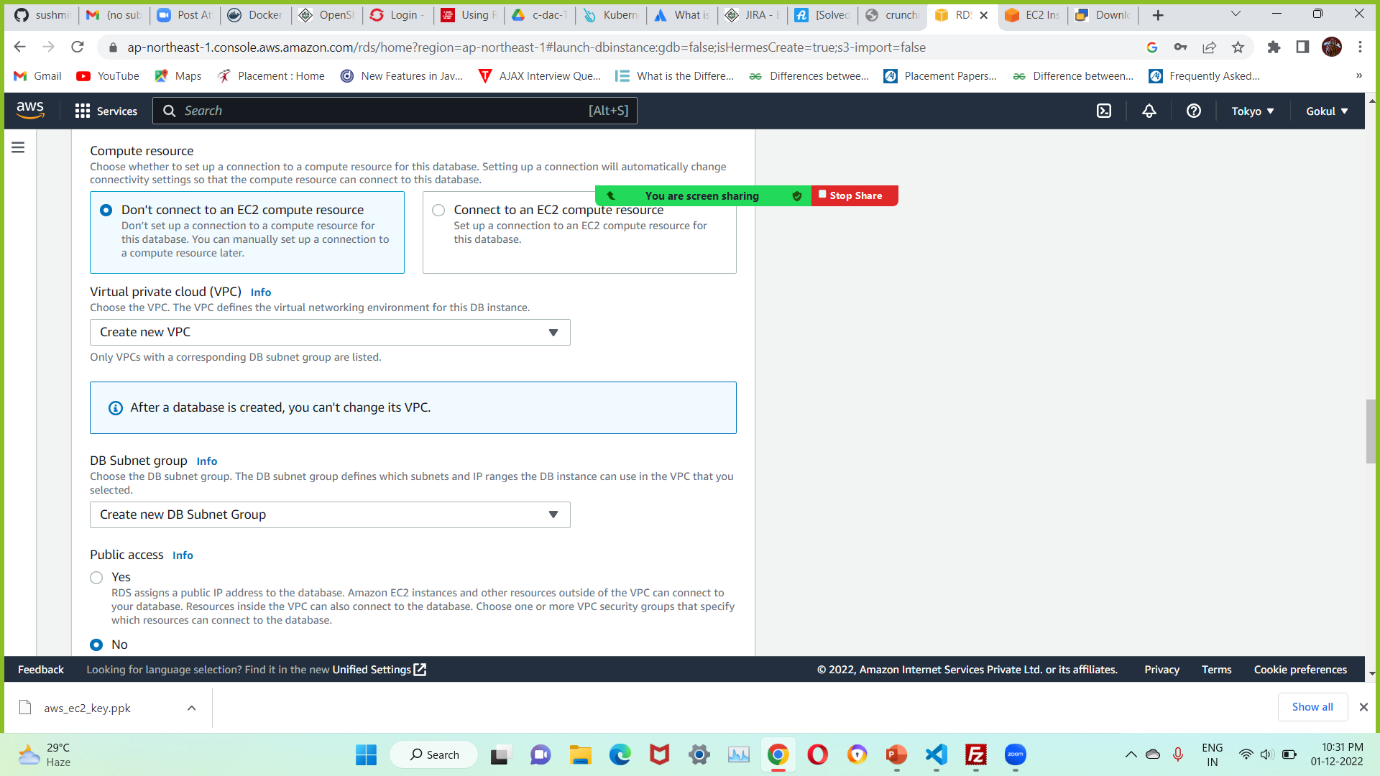 sushmi
(no sub
Post At
Docker
OpenSh
Login -
Using R
c-dac-T
Kubern
What is
JIRA - 
[Solved
crunch
RDS
EC2 Ins
Downlo
ap-northeast-1.console.aws.amazon.com/rds/home?region=ap-northeast-1#launch-dbinstance:gdb=false;isHermesCreate=true;s3-import=false
Gmail
YouTube
Maps
Placement : Home
New Features in Jav...
AJAX Interview Que...
What is the Differe...
Differences betwee...
Placement Papers...
Difference between...
Frequently Asked...
»
aws
Services
Search
[Alt+S]
Tokyo ▼
Gokul ▼
Compute resource
Choose whether to set up a connection to a compute resource for this database. Setting up a connection will automatically change
connectivity settings so that the compute resource can connect to this database.
You are screen sharing
Stop Share
Don't connect to an EC2 compute resource
Don't set up a connection to a compute resource for
this database. You can manually set up a connection to
a compute resource later.
Connect to an EC2 compute resource
Set up a connection to an EC2 compute resource for
this database.
Virtual private cloud (VPC) Info
Choose the VPC. The VPC defines the virtual networking environment for this DB instance.
Create new VPC
Only VPCs with a corresponding DB subnet group are listed.
After a database is created, you can't change its VPC.
DB Subnet group Info
Choose the DB subnet group. The DB subnet group defines which subnets and IP ranges the DB instance can use in the VPC that you
selected.
Create new DB Subnet Group
Public access Info
Yes
RDS assigns a public IP address to the database. Amazon EC2 instances and other resources outside of the VPC can connect to
your database. Resources inside the VPC can also connect to the database. Choose one or more VPC security groups that specify
which resources can connect to the database.
No
Feedback
Looking for language selection? Find it in the new Unified Settings
© 2022, Amazon Internet Services Private Ltd. or its affiliates.
Privacy
Terms
Cookie preferences
aws_ec2_key.ppk
Show all
29°C
Haze
Search
zoom
ENG
IN
10:31 PM
01-12-2022